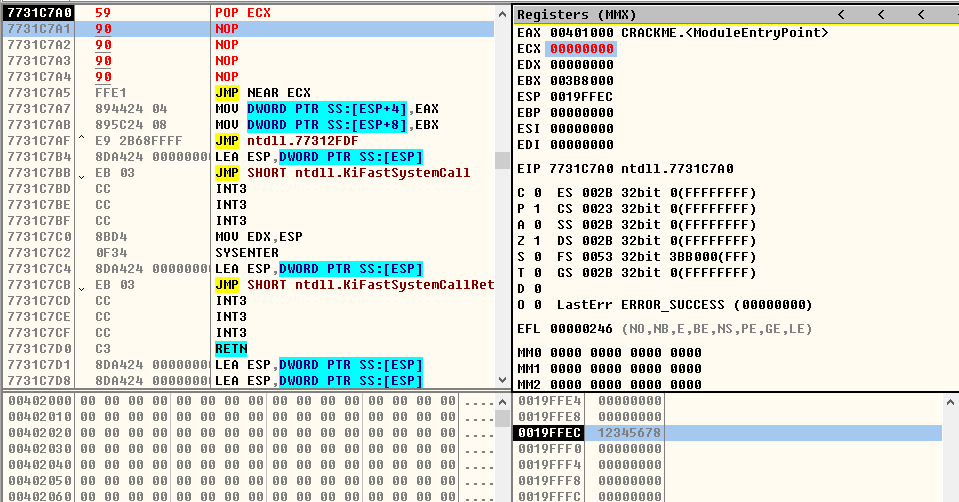 7731C7A0 59 POP ECX
7731C7A1 90 NOP
7731C7A2 90 NOP
7731C7A3 90 NOP
7731C7A4 90 NOP
7731C7A5 FFE1 JMP NEAR ECX
7731C7A7 894424 04 MOV DWORD PTR SS:[ESP+4],EAX
7731C7AB 895C24 08 MOV DWORD PTR SS:[ESP+8],EBX
7731C7AF ^ E9 2B68FFFF JMP ntdll.77312FDF
7731C7B4 8DA424 0000000 LEA ESP,DWORD PTR SS:[ESP]
7731C7BB ⌄ EB 03 JMP SHORT ntdll.KiFastSystemCall
7731C7BD CC INT3
7731C7BE CC INT3
7731C7BF CC INT3
7731C7C0 8BD4 MOV EDX,ESP
7731C7C2 0F34 SYSENTER
7731C7C4 8DA424 0000000 LEA ESP,DWORD PTR SS:[ESP]
7731C7CB ⌄ EB 03 JMP SHORT ntdll.KiFastSystemCallRet
7731C7CD CC INT3
7731C7CE CC INT3
7731C7CF CC INT3
7731C7D0 C3 RETN
7731C7D1 8DA424 0000000 LEA ESP,DWORD PTR SS:[ESP]
7731C7D8 8DA424 0000000 LEA ESP,DWORD PTR SS:[ESP]
Registers (MMX) < < <
EAX 00401000 CRACKME.<ModuleEntryPoint>
ECX 00000000
EDX 00000000
EBX 003B8000
ESP 0019FFEC
EBP 00000000
ESI 00000000
EDI 00000000
EIP 7731C7A0 ntdll.7731C7A0
C 0 ES 002B 32bit 0(FFFFFFFF)
P 1 CS 0023 32bit 0(FFFFFFFF)
A 0 SS 002B 32bit 0(FFFFFFFF)
Z 1 DS 002B 32bit 0(FFFFFFFF)
S 0 FS 0053 32bit 3BB000(FFF)
T 0 GS 002B 32bit 0(FFFFFFFF)
D 0
O 0 LastErr ERROR_SUCCESS (00000000)
EFL 00000246 (NO,NB,E,BE,NS,PE,GE,LE)
MM0 0000 0000 0000 0000
MM1 0000 0000 0000 0000
MM2 0000 0000 0000 0000
00402000 00 00 00 00 00 00 00 00 00 00 00 00 00 00 00 00 ....
00402010 00 00 00 00 00 00 00 00 00 00 00 00 00 00 00 00 ....
00402020 00 00 00 00 00 00 00 00 00 00 00 00 00 00 00 00 ....
00402030 00 00 00 00 00 00 00 00 00 00 00 00 00 00 00 00 ....
00402040 00 00 00 00 00 00 00 00 00 00 00 00 00 00 00 00 ....
00402050 00 00 00 00 00 00 00 00 00 00 00 00 00 00 00 00 ....
00402060 00 00 00 00 00 00 00 00 00 00 00 00 00 00 00 00 ....
0019FFE4 00000000
0019FFE8 00000000
0019FFEC 12345678
0019FFF0 00000000
0019FFF4 00000000
0019FFF8 00000000
0019FFFC 00000000